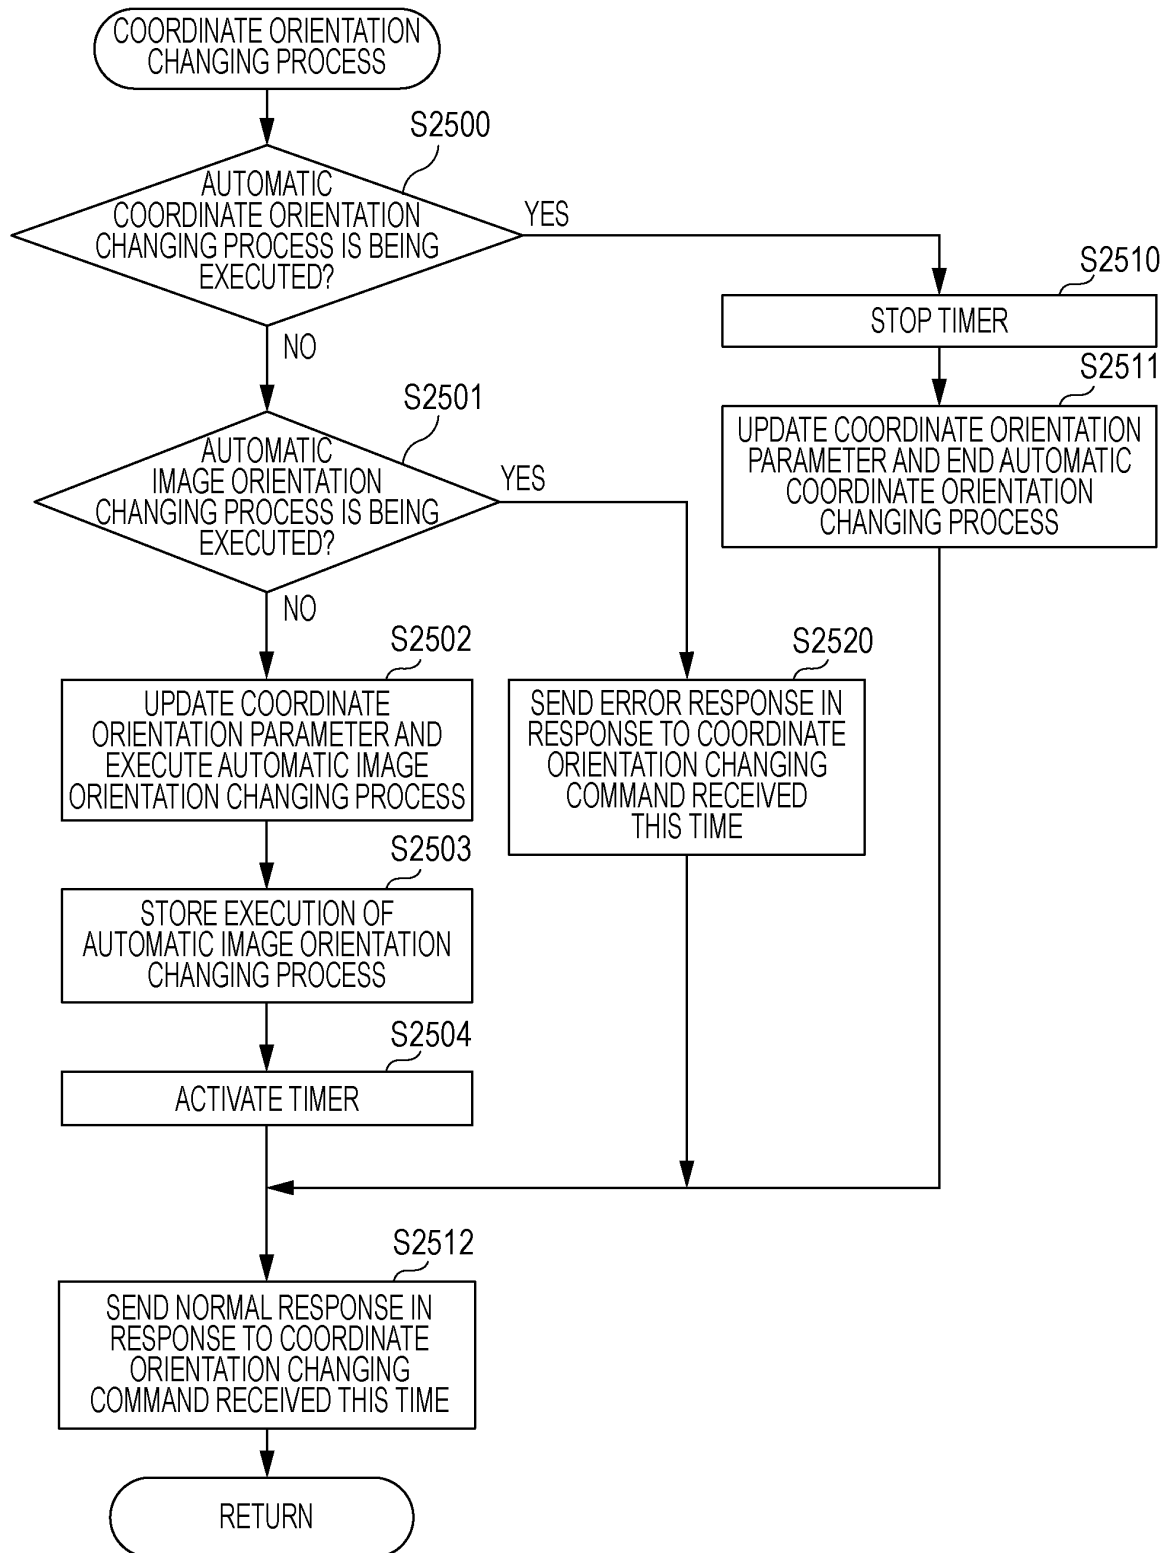 COORDINATE ORIENTATION
CHANGING PROCESS
S2500
AUTOMATIC
COORDINATE ORIENTATION
CHANGING PROCESS IS BEING
EXECUTED?
YES
NO
S2510
STOP TIMER
S2511
UPDATE COORDINATE ORIENTATION
PARAMETER AND END AUTOMATIC
COORDINATE ORIENTATION
CHANGING PROCESS
S2501
AUTOMATIC
IMAGE ORIENTATION
CHANGING PROCESS IS BEING
EXECUTED?
YES
NO
S2502
UPDATE COORDINATE
ORIENTATION PARAMETER AND
EXECUTE AUTOMATIC IMAGE
ORIENTATION CHANGING PROCESS
S2520
SEND ERROR RESPONSE IN
RESPONSE TO COORDINATE
ORIENTATION CHANGING
COMMAND RECEIVED
THIS TIME
S2503
STORE EXECUTION OF
AUTOMATIC IMAGE ORIENTATION
CHANGING PROCESS
S2504
ACTIVATE TIMER
S2512
SEND NORMAL RESPONSE IN
RESPONSE TO COORDINATE
ORIENTATION CHANGING
COMMAND RECEIVED THIS TIME
RETURN